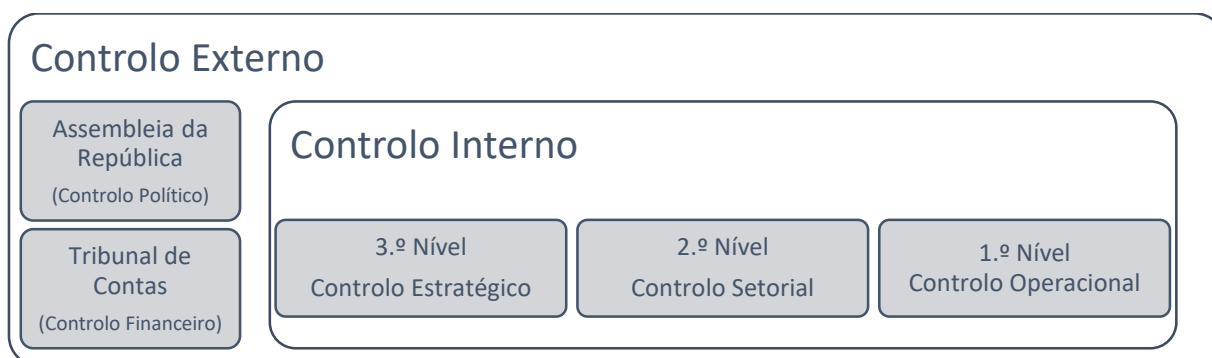 Controlo Externo
Assembleia da
República
(Controlo Político)
Tribunal de
Contas
(Controlo Financeiro)
Controlo Interno
3.º Nível
Controlo Estratégico
2.º Nível
Controlo Setorial
1.º Nível
Controlo Operacional